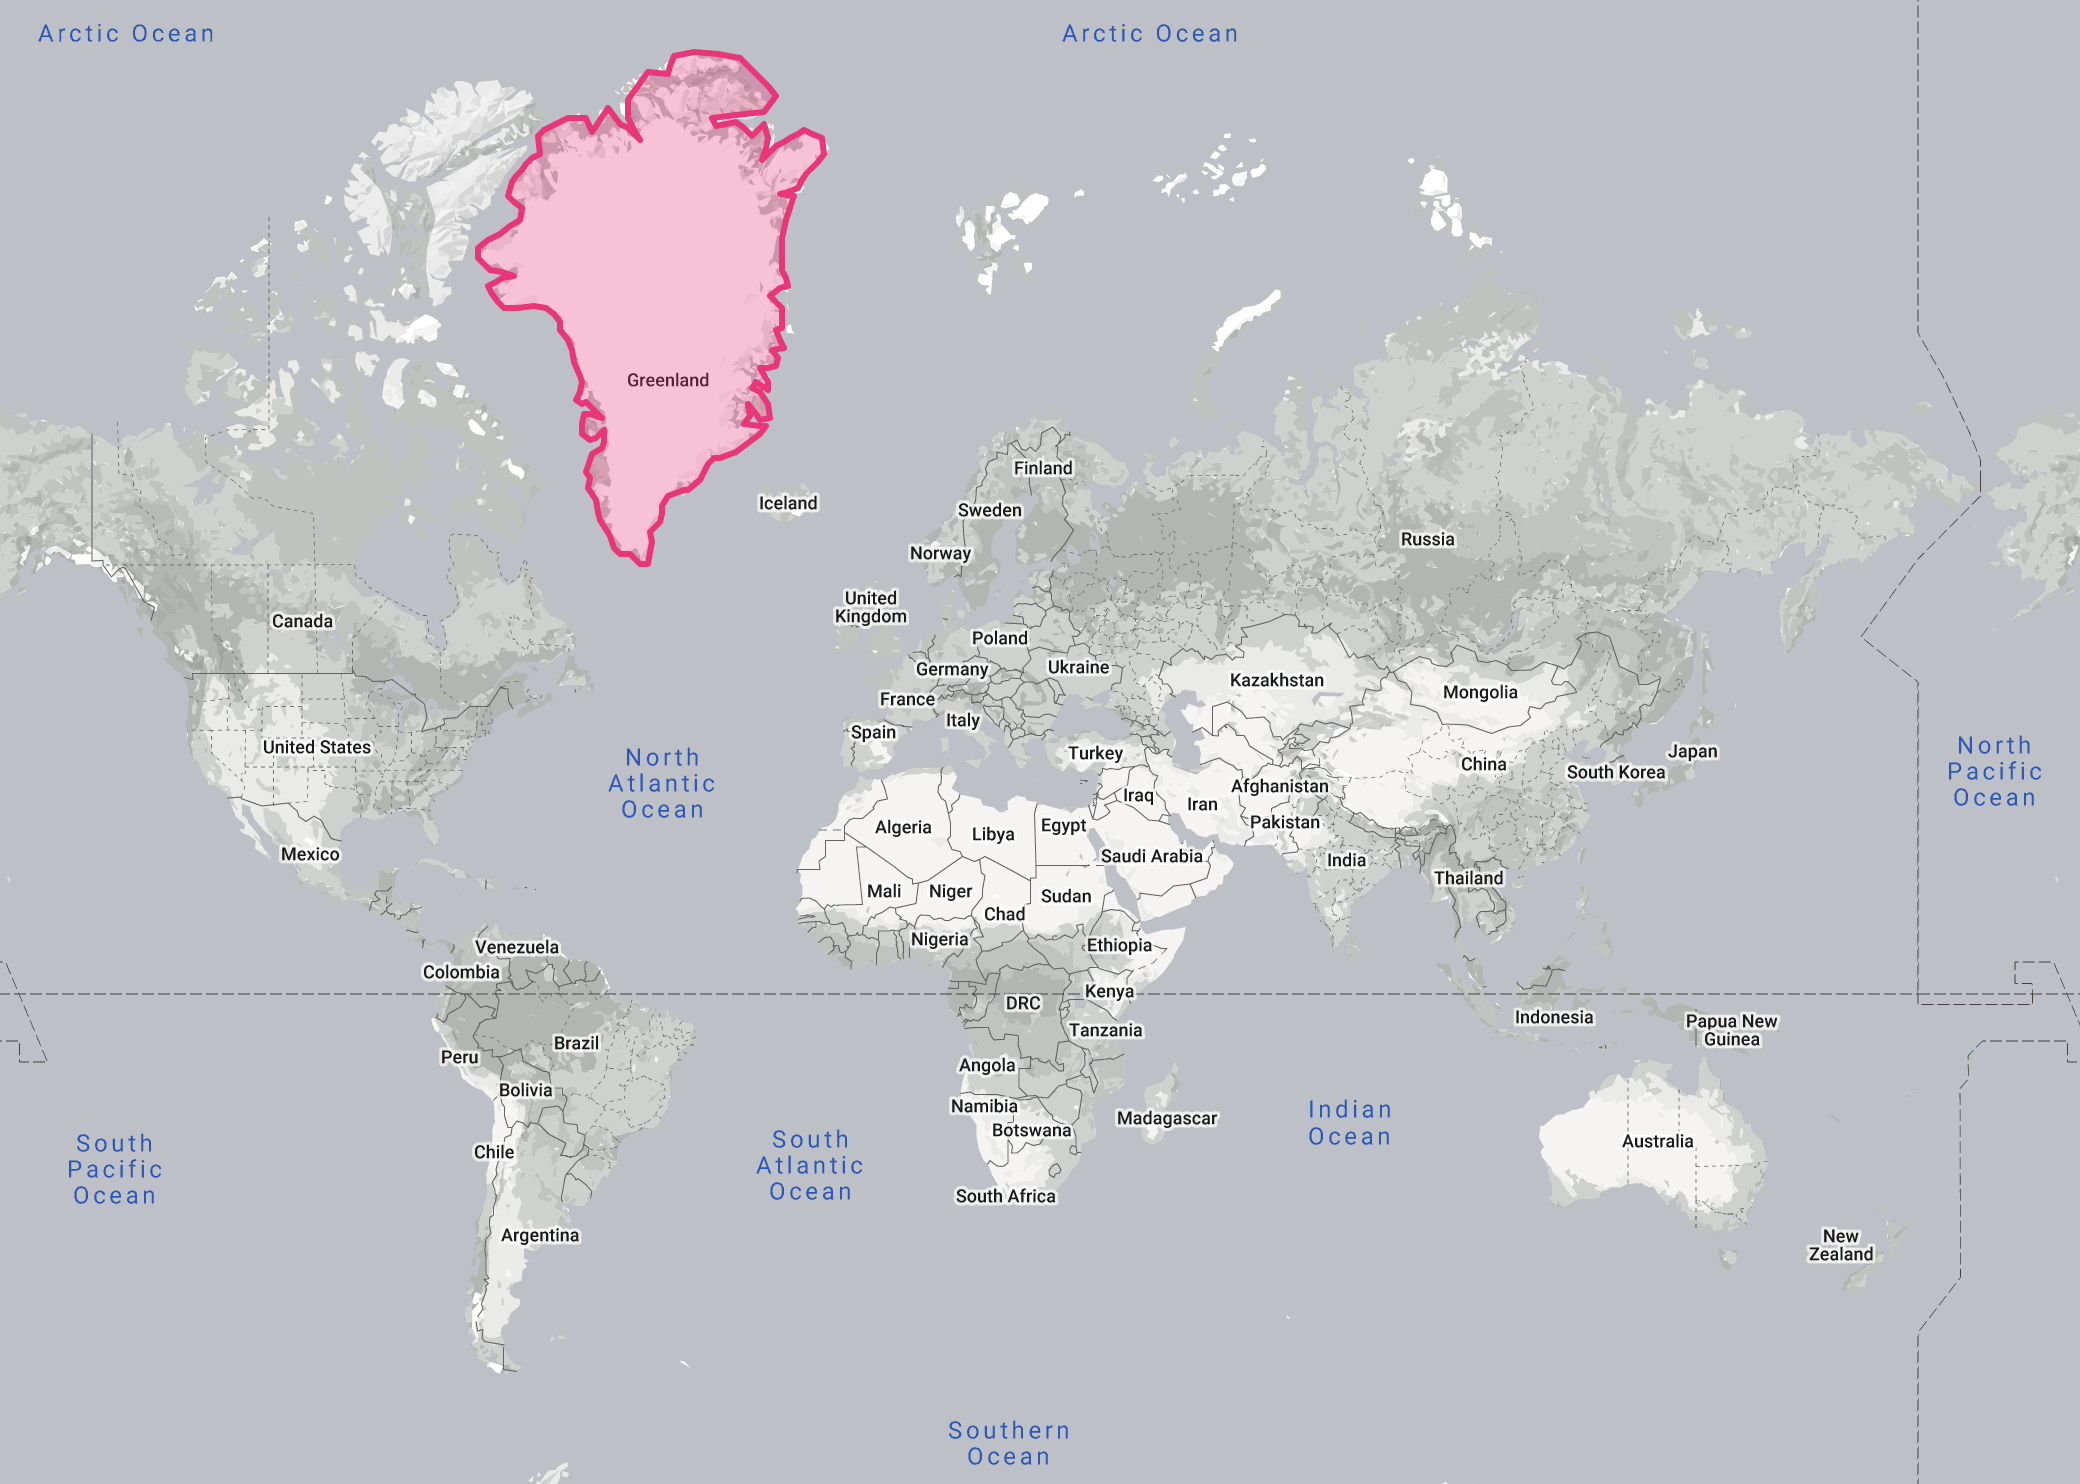 Arctic Ocean
Arctic Ocean
Greenland
Finland
Iceland
Sweden
Norway
Russia
United
Kingdom
Canada
Poland
Germany
Ukraine
Kazakhstan
Mongolia
France
Italy
Spain
Turkey
United States
North
Atlantic
Ocean
China
Japan
South Korea
North
Pacific
Ocean
Afghanistan
Iraq
Iran
Pakistan
Algeria
Libya
Egypt
Saudi Arabia
India
Mexico
Thailand
Mali
Niger
Sudan
Chad
Nigeria
Ethiopia
Venezuela
Colombia
Kenya
DRC
Indonesia
Papua New
Guinea
Tanzania
Brazil
Peru
Angola
Bolivia
Namibia
Botswana
Madagascar
Indian
Ocean
Australia
Chile
South
Pacific
Ocean
South
Atlantic
Ocean
South Africa
Argentina
New
Zealand
Southern
Ocean